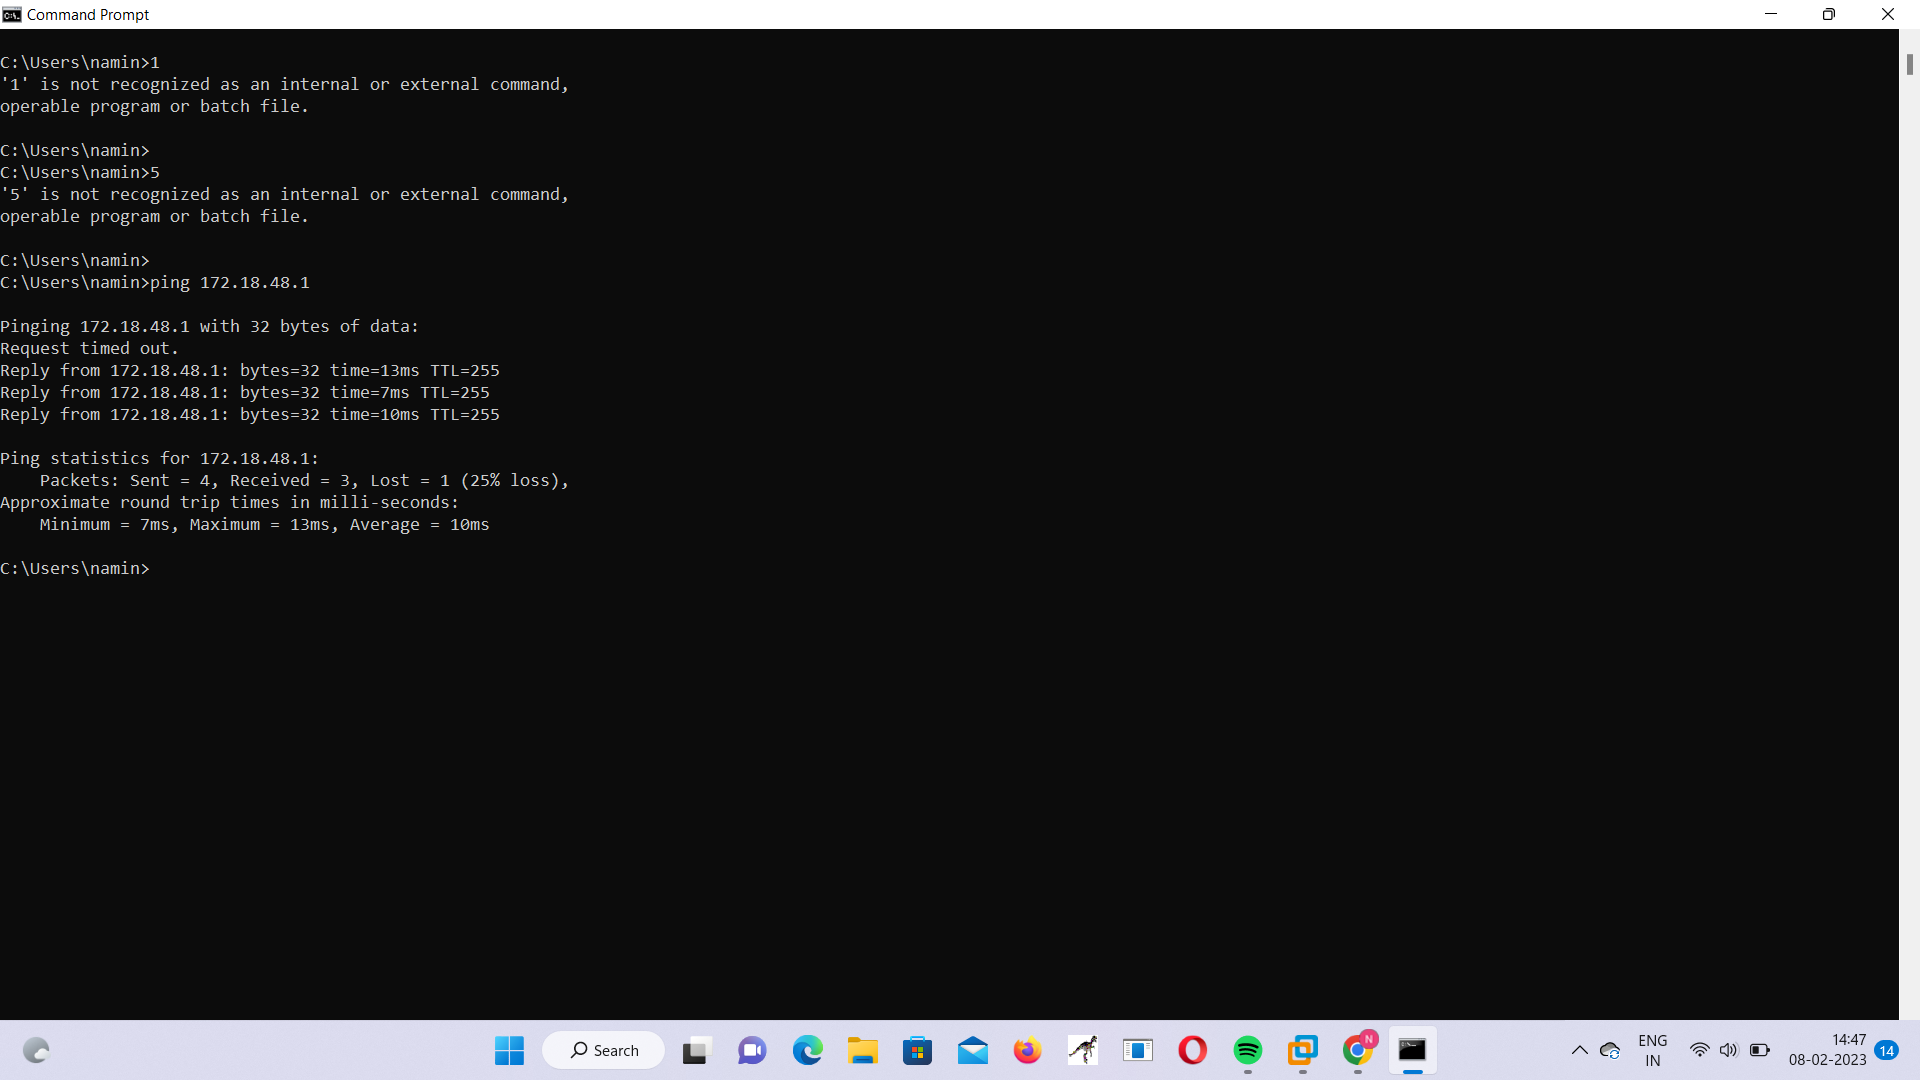 Command Prompt
C:\Users\namin>1
'1' is not recognized as an internal or external command,
operable program or batch file.
C:\Users\namin>
C:\Users\namin>5
'5' is not recognized as an internal or external command,
operable program or batch file.
C:\Users\namin>
C:\Users\namin>ping 172.18.48.1
Pinging 172.18.48.1 with 32 bytes of data:
Request timed out.
Reply from 172.18.48.1: bytes=32 time=13ms TTL=255
Reply from 172.18.48.1: bytes=32 time=7ms TTL=255
Reply from 172.18.48.1: bytes=32 time=10ms TTL=255
Ping statistics for 172.18.48.1:
    Packets: Sent = 4, Received = 3, Lost = 1 (25% loss),
Approximate round trip times in milli-seconds:
    Minimum = 7ms, Maximum = 13ms, Average = 10ms
C:\Users\namin>
Search
N
ENG
IN
14:47
08-02-2023
14